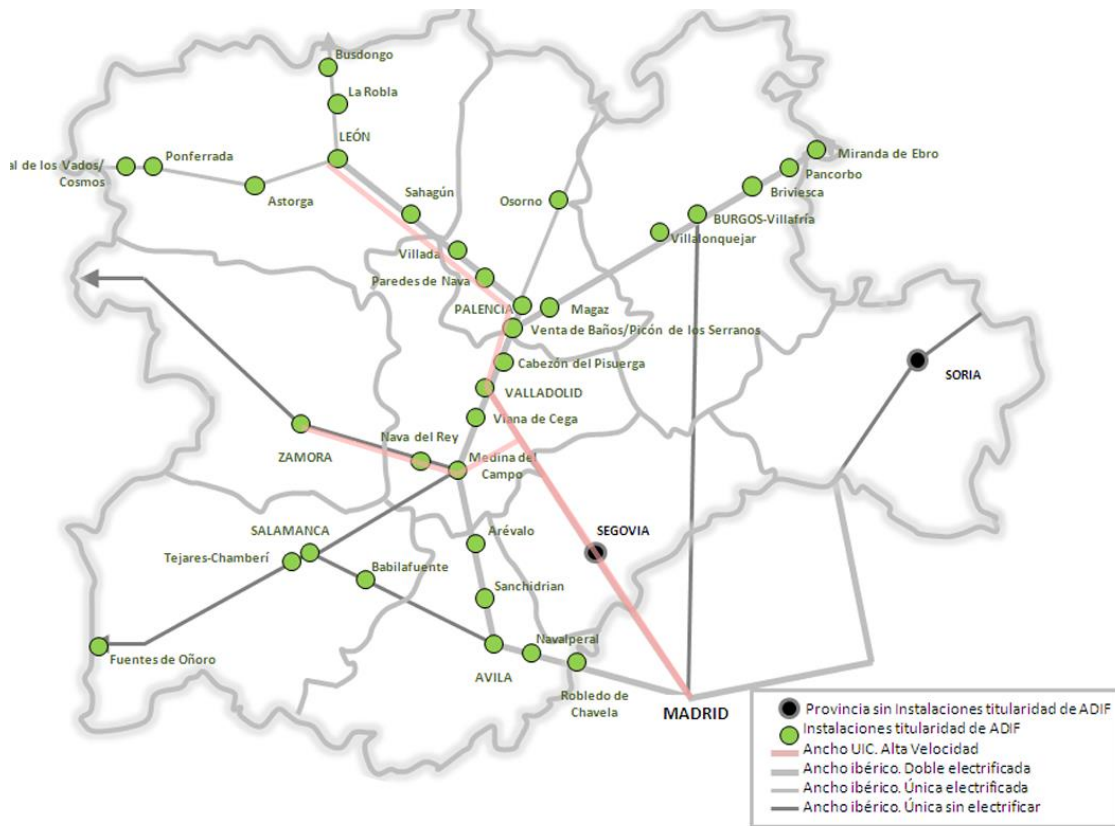 Busdongo
La Robla
LEÓN
al de los Vados/
Cosmos
Ponferrada
Astorga
Sahagún
Osorno
Miranda de Ebro
Pancorbo
Briviesca
BURGOS-Villafría
Villalonquejar
Villada
Paredes de Nava
PALENCIA
Magaz
Venta de Baños/Picón de los Serranos
Cabezón del Pisuerga
SORIA
VALLADOLID
Viana de Cega
Nava del Rey
ZAMORA
Medina del
Campo
SALAMANCA
Tejares-Chamberí
Arévalo
SEGOVIA
Babilafuente
Sanchidrian
Fuentes de Oñoro
Navalperal
AVILA
Robledo de
Chavela
MADRID
Provincia sin Instalaciones titularidad de ADIF
Instalaciones titularidad de ADIF
Ancho UIC. Alta Velocidad
Ancho ibérico. Doble electrificada
Ancho ibérico. Única electrificada
Ancho ibérico. Única sin electrificar